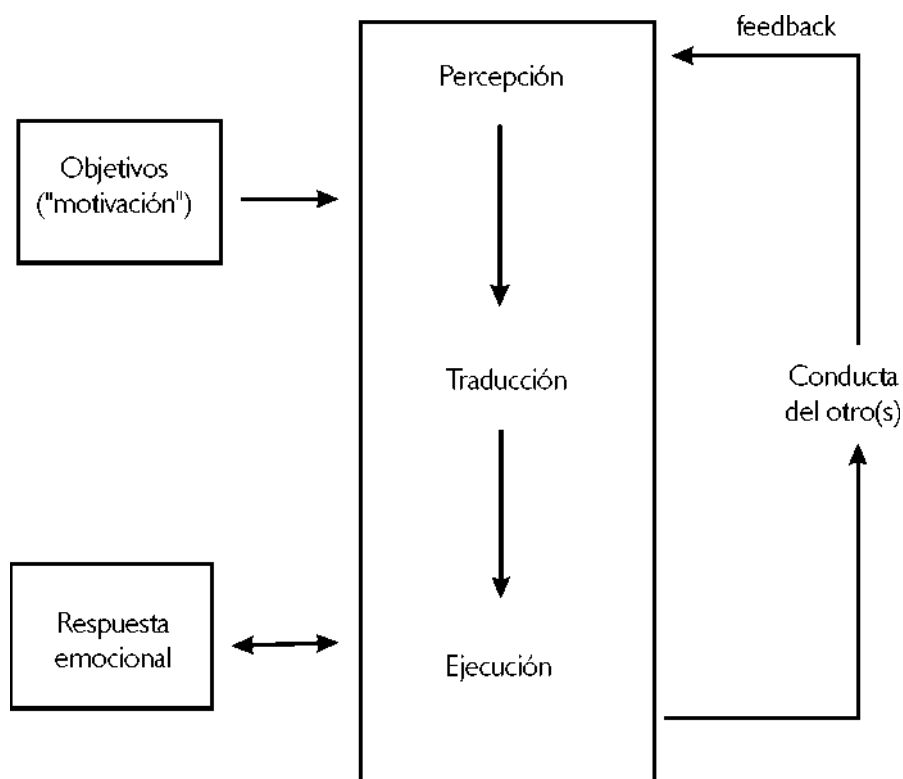 feedback
Percepción
Objetivos
("motivación")
Traducción
Conducta
del otro(s)
Respuesta
emocional
Ejecución